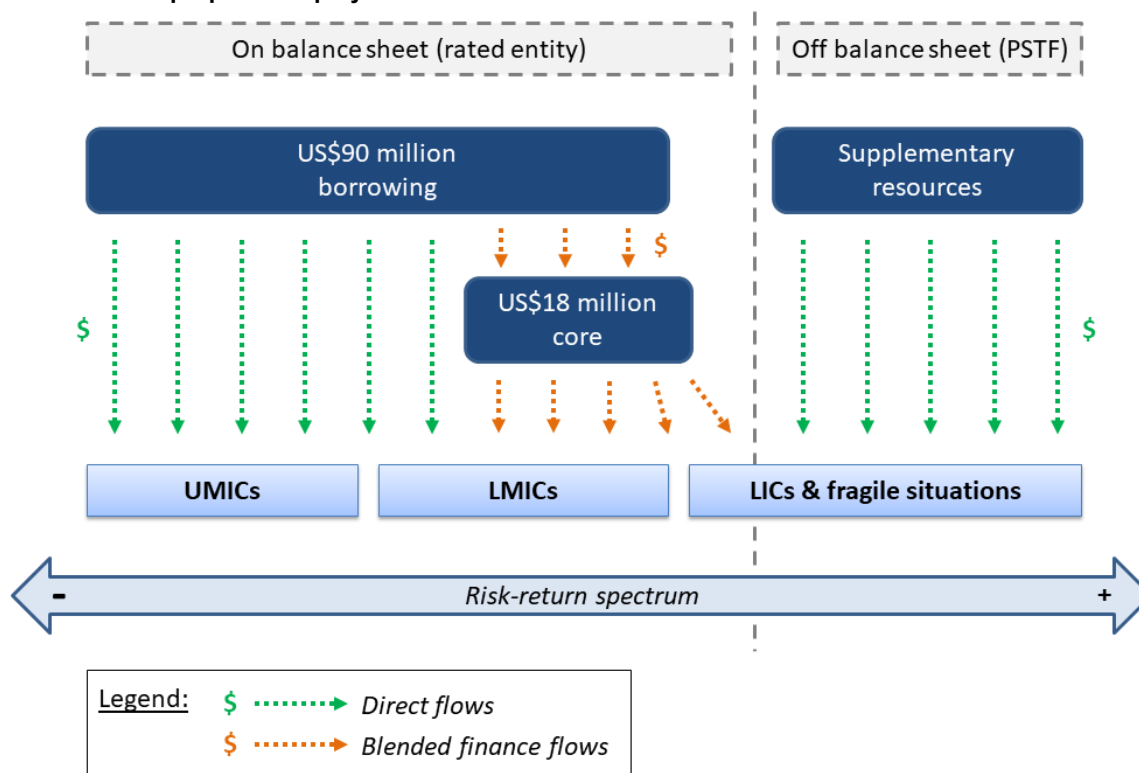 On balance sheet (rated entity)
Off balance sheet (PSTF)
US$90 million
borrowing
Supplementary
resources
$
US$18 million
core
$
$
UMICs
LMICs
LICs & fragile situations
-
Risk-return spectrum
+
Legend:
$ Direct flows
$ Blended finance flows